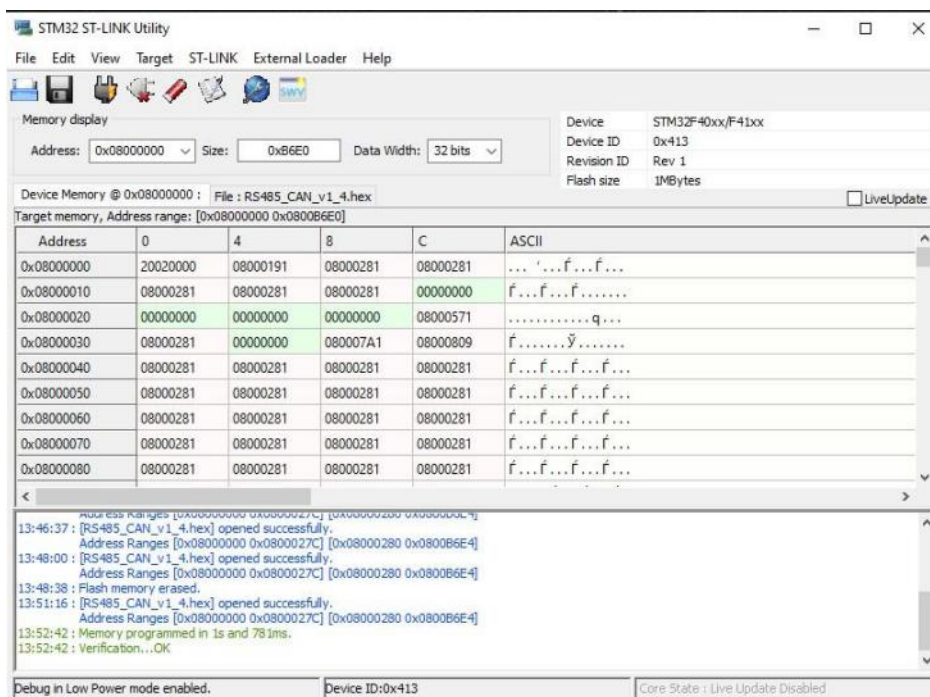 STM32 ST-LINK Utility
File Edit View Target ST-LINK External Loader Help
SWV
Memory display
Address: 0x08000000 Size: 0xB6E0 Data Width: 32 bits
Device STM32F40xx/F41xx
Device ID 0x413
Revision ID Rev 1
Flash size 1MBytes
Device Memory @ 0x08000000 : File : RS485_CAN_v1_4.hex LiveUpdate
Target memory, Address range: [0x08000000 0x0800B6E0]
Address 0 4 8 C ASCII
0x08000000 20020000 08000191 08000281 08000281 ... ‘...ѓ...ѓ...
0x08000010 08000281 08000281 08000281 00000000 ѓ...ѓ...ѓ.......
0x08000020 00000000 00000000 00000000 08000571 ............q...
0x08000030 08000281 00000000 080007A1 08000809 ѓ.......Ў.......
0x08000040 08000281 08000281 08000281 08000281 ѓ...ѓ...ѓ...ѓ...
0x08000050 08000281 08000281 08000281 08000281 ѓ...ѓ...ѓ...ѓ...
0x08000060 08000281 08000281 08000281 08000281 ѓ...ѓ...ѓ...ѓ...
0x08000070 08000281 08000281 08000281 08000281 ѓ...ѓ...ѓ...ѓ...
0x08000080 08000281 08000281 08000281 08000281 ѓ...ѓ...ѓ...ѓ...
13:46:37 : [RS485_CAN_v1_4.hex] opened successfully.
Address Ranges [0x08000000 0x0800027C] [0x08000280 0x0800B6E4]
13:48:00 : [RS485_CAN_v1_4.hex] opened successfully.
Address Ranges [0x08000000 0x0800027C] [0x08000280 0x0800B6E4]
13:48:38 : Flash memory erased.
13:51:16 : [RS485_CAN_v1_4.hex] opened successfully.
Address Ranges [0x08000000 0x0800027C] [0x08000280 0x0800B6E4]
13:52:42 : Memory programmed in 1s and 781ms.
13:52:42 : Verification...OK
Debug in Low Power mode enabled. Device ID:0x413 Core State : Live Update Disabled